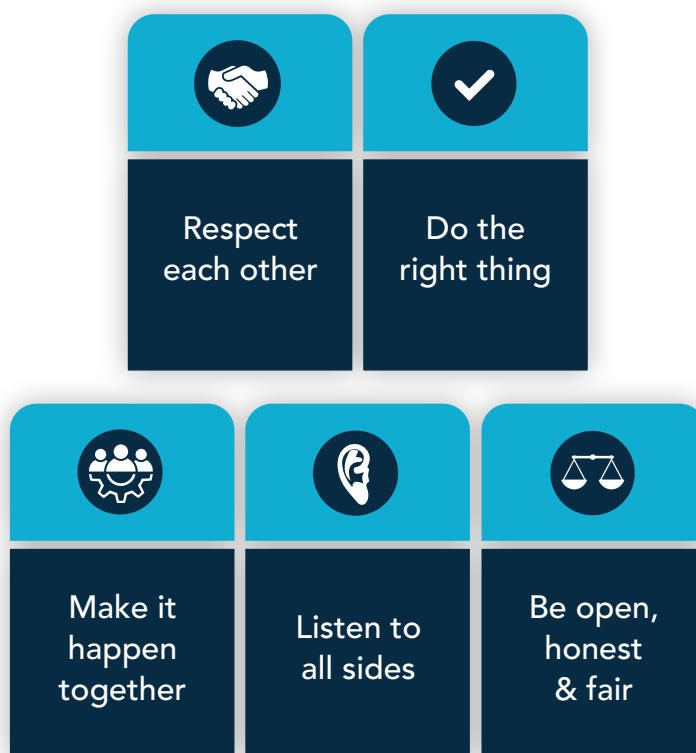 Respect
each other
Do the
right thing
Make it
happen
together
Listen to
all sides
Be open,
honest
& fair